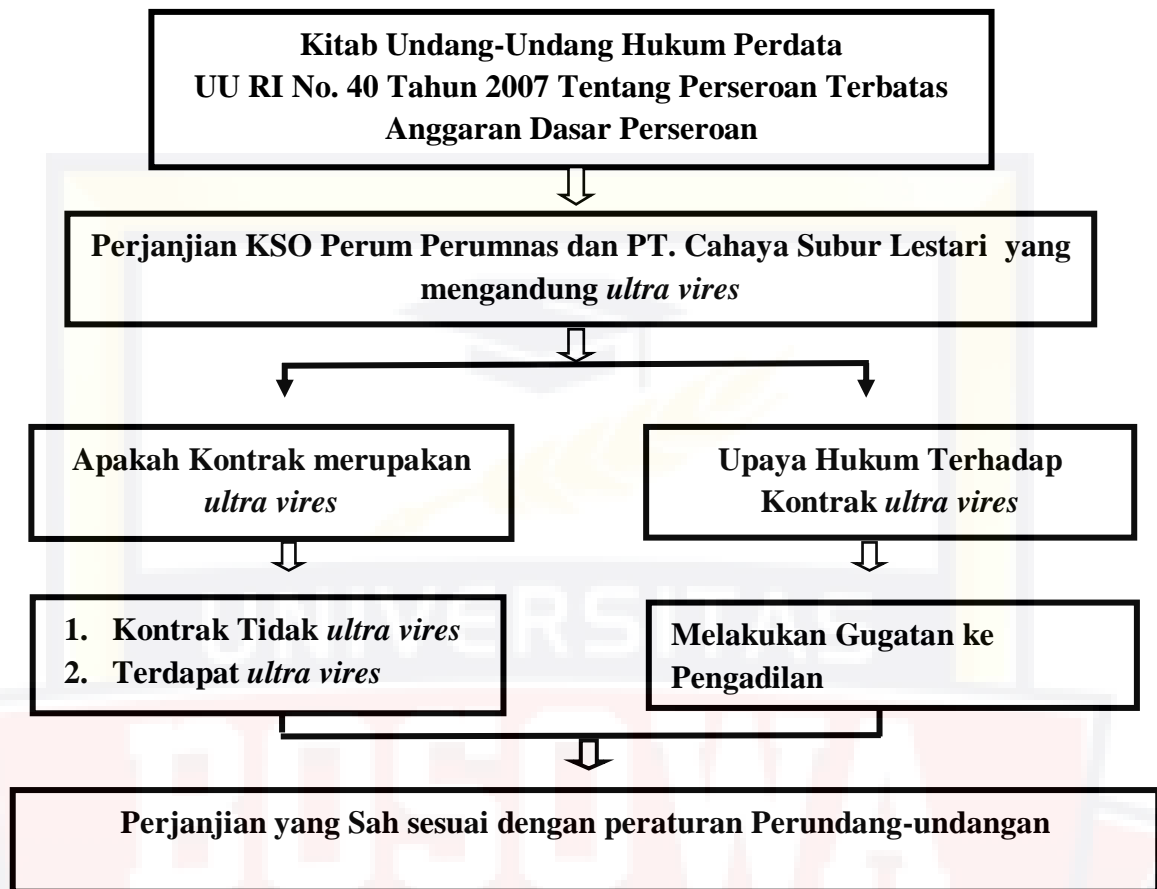 Kitab Undang-Undang Hukum Perdata
UU RI No. 40 Tahun 2007 Tentang Perseroan Terbatas
Anggaran Dasar Perseroan
Perjanjian KSO Perum Perumnas dan PT. Cahaya Subur Lestari yang
mengandung ultra vires
Apakah Kontrak merupakan
ultra vires
Upaya Hukum Terhadap
Kontrak ultra vires
1. Kontrak Tidak ultra vires
2. Terdapat ultra vires
Melakukan Gugatan ke
Pengadilan
UNIVERSITAS
BOSOWA
Perjanjian yang Sah sesuai dengan peraturan Perundang-undangan